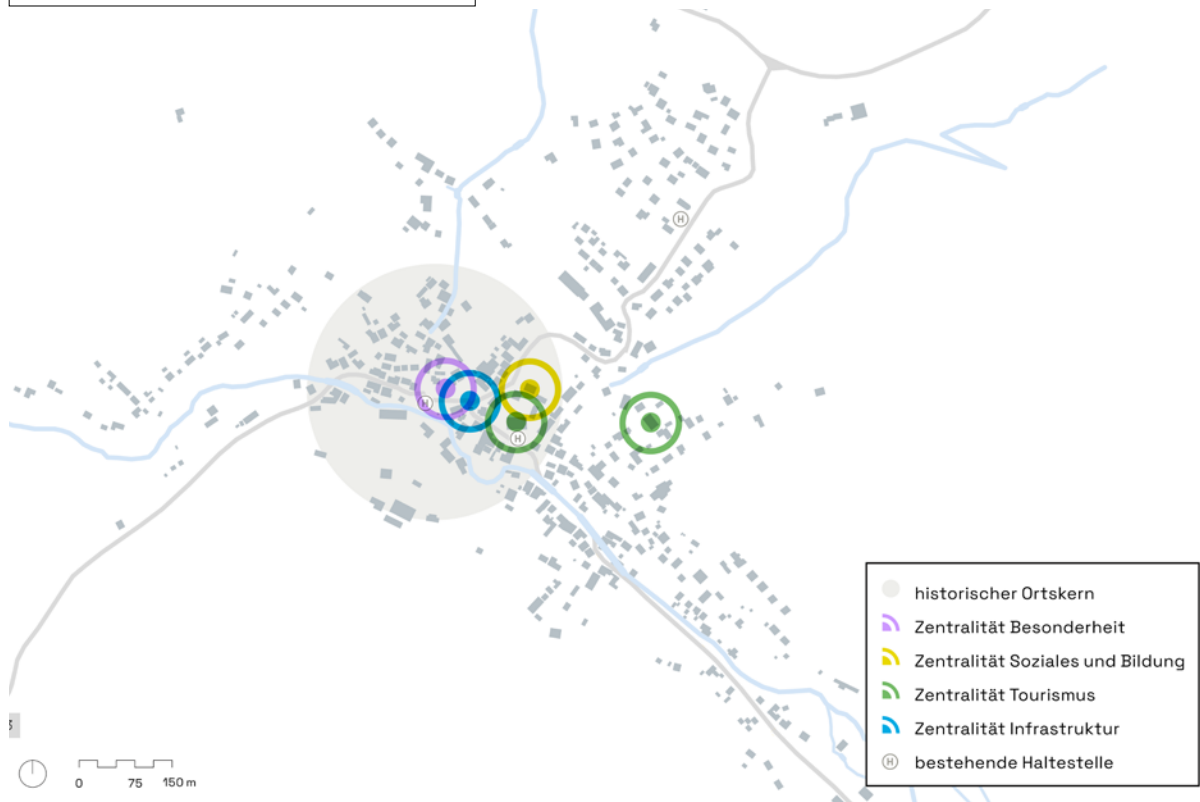 H
H
H
historischer Ortskern
Zentralität Besonderheit
Zentralität Soziales und Bildung
Zentralität Tourismus
Zentralität Infrastruktur
H bestehende Haltestelle
0 75 150 m